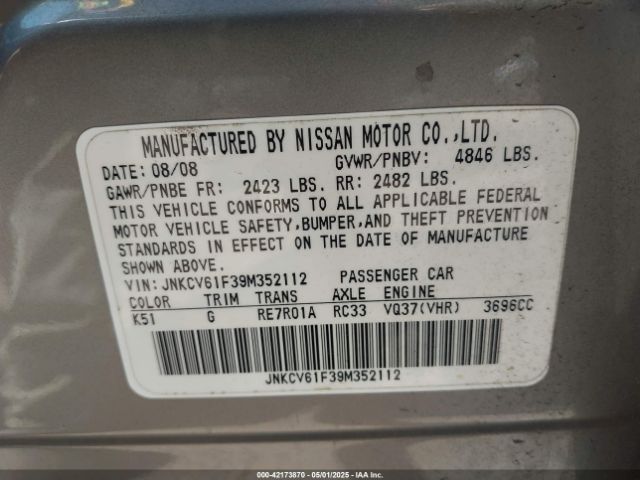 MANUFACTURED BY NISSAN MOTOR CO.,LTD.
DATE: 08/08 GVWR/PNBV: 4846 LBS.
GAWR/PNBE FR: 2423 LBS. RR: 2482 LBS.
THIS VEHICLE CONFORMS TO ALL APPLICABLE FEDERAL
MOTOR VEHICLE SAFETY,BUMPER,AND THEFT PREVENTION
STANDARDS IN EFFECT ON THE DATE OF MANUFACTURE
SHOWN ABOVE.
VIN: JNKCV61F39M352112 PASSENGER CAR
COLOR TRIM TRANS AXLE ENGINE
K51 G RE7R01A RC33 VQ37(VHR) 3696CC
JNKCV61F39M352112
000-42173870 - 05/01/2025 - IAAI, Inc.